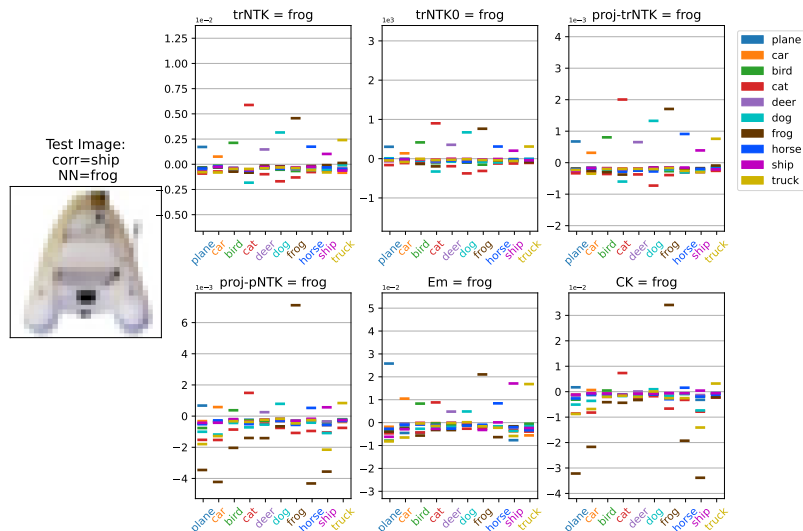 trNTK = frog
trNTK0 = frog
proj-trNTK = frog
1e−2
1e3
1e−3
1.25
1.00
0.75
0.50
0.25
0.00
−0.25
−0.50
3
2
1
0
−1
4
3
2
1
0
−1
−2
plane
car
bird
cat
deer
dog
frog
horse
ship
truck
Test Image:
corr=ship
NN=frog
plane car bird cat deer dog frog horse ship truck
plane car bird cat deer dog frog horse ship truck
plane car bird cat deer dog frog horse ship truck
proj-pNTK = frog
Em = frog
CK = frog
1e−3
1e−2
1e−2
6
4
2
0
−2
−4
5
4
3
2
1
0
−1
−2
−3
4
3
2
1
0
−1
−2
−3
−4
plane car bird cat deer dog frog horse ship truck
plane car bird cat deer dog frog horse ship truck
plane car bird cat deer dog frog horse ship truck